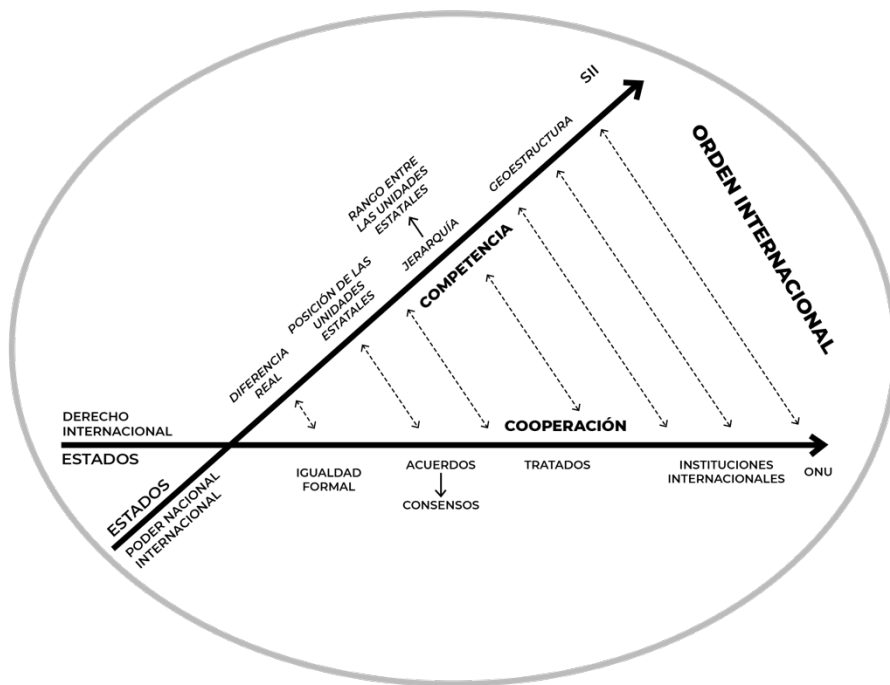 SII
ORDEN INTERNACIONAL
GEOESTRUCTURA
RANGO ENTRE
LAS UNIDADES
ESTATALES
JERARQUÍA
COMPETENCIA
POSICIÓN DE LAS
UNIDADES
ESTATALES
DIFERENCIA
REAL
DERECHO
INTERNACIONAL
ESTADOS
COOPERACIÓN
IGUALDAD
FORMAL
ACUERDOS
CONSENSOS
TRATADOS
INSTITUCIONES
INTERNACIONALES
ONU
ESTADOS
PODER NACIONAL
INTERNACIONAL